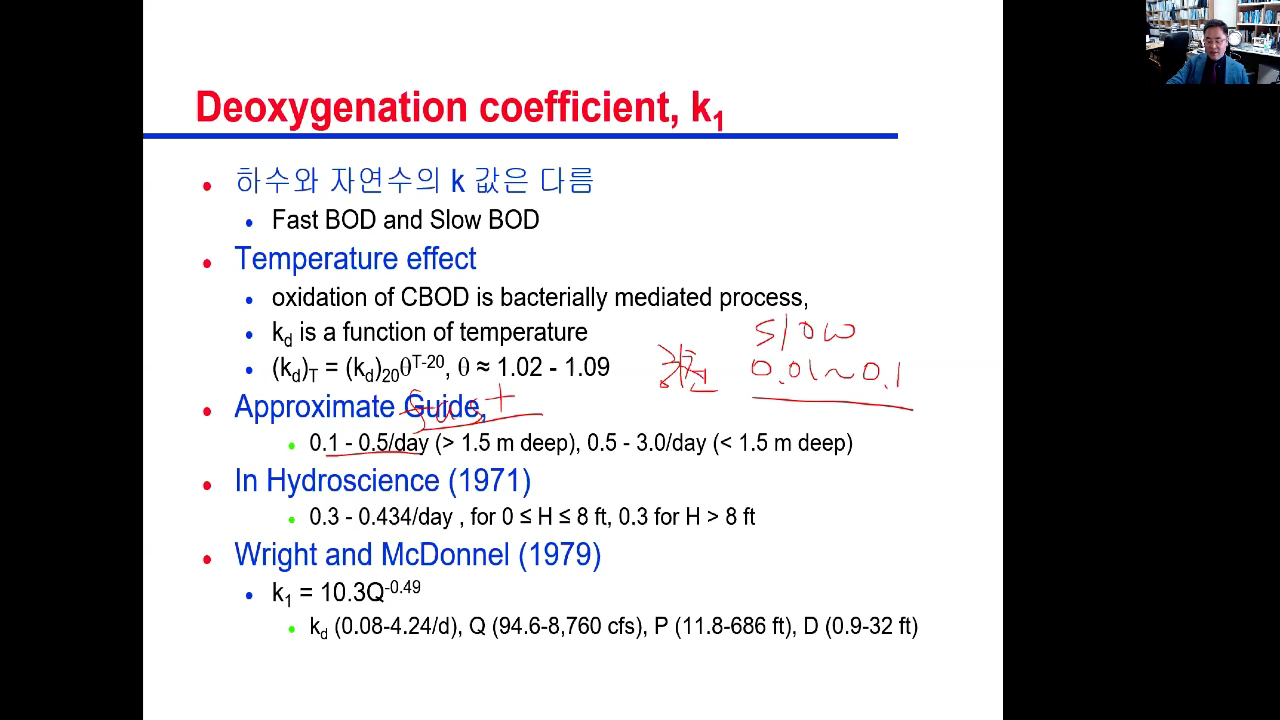 Deoxygenation coefficient, k₁
• 하수와 자연수의 k 값은 다름
• Fast BOD and Slow BOD
• Temperature effect
• oxidation of CBOD is bacterially mediated process,
• k_d is a function of temperature
slow
• (k_d)_T = (k_d)₂₀θ^T-20, θ ≈ 1.02 - 1.09
0.01~0.1
• Approximate Guide,
fast
• 0.1 - 0.5/day (> 1.5 m deep), 0.5 - 3.0/day (< 1.5 m deep)
• In Hydroscience (1971)
• 0.3 - 0.434/day , for 0 ≤ H ≤ 8 ft, 0.3 for H > 8 ft
• Wright and McDonnel (1979)
• k₁ = 10.3Q^-0.49
• k_d (0.08-4.24/d), Q (94.6-8,760 cfs), P (11.8-686 ft), D (0.9-32 ft)